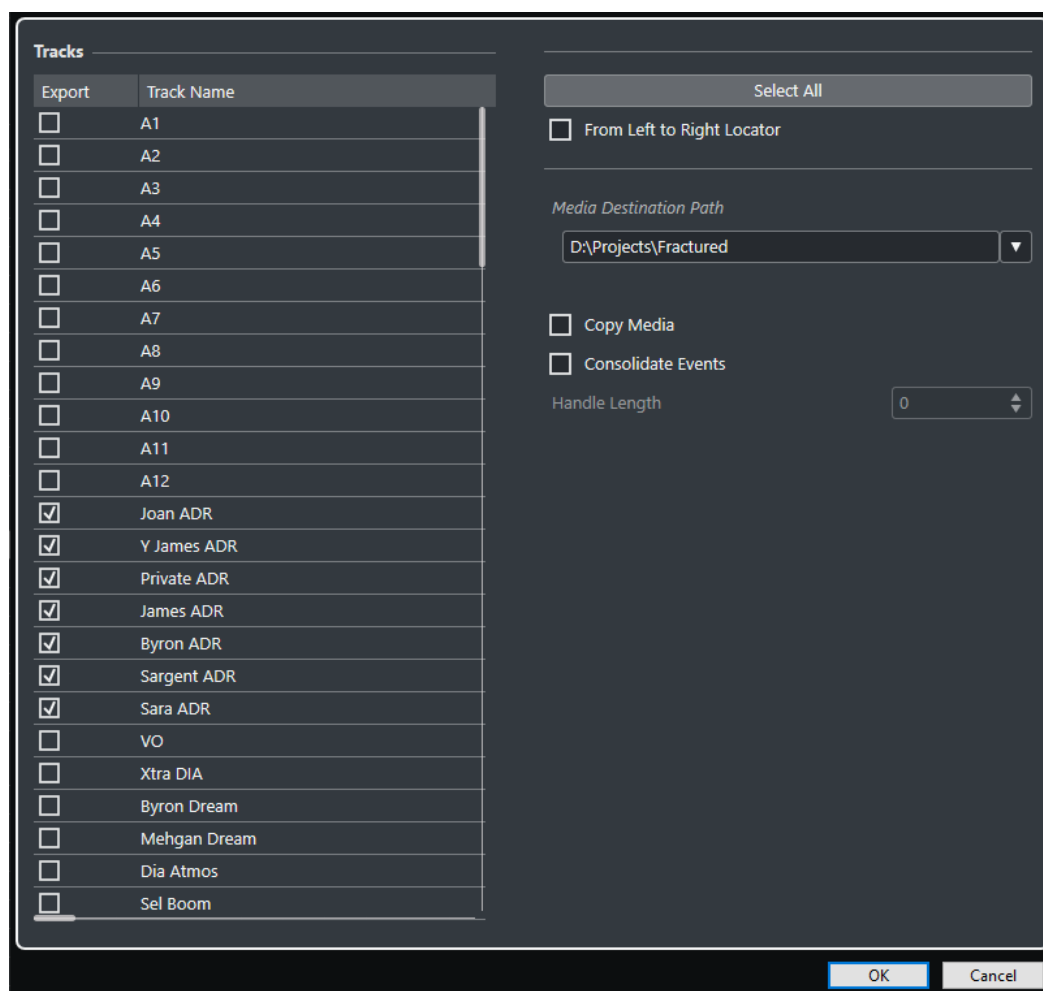 Tracks
Export Track Name
A1
A2
A3
A4
A5
A6
A7
A8
A9
A10
A11
A12
Joan ADR
Y James ADR
Private ADR
James ADR
Byron ADR
Sargent ADR
Sara ADR
VO
Xtra DIA
Byron Dream
Mehgan Dream
Dia Atmos
Sel Boom
Select All
From Left to Right Locator
Media Destination Path
D:\Projects\Fractured
Copy Media
Consolidate Events
Handle Length 0
OK Cancel